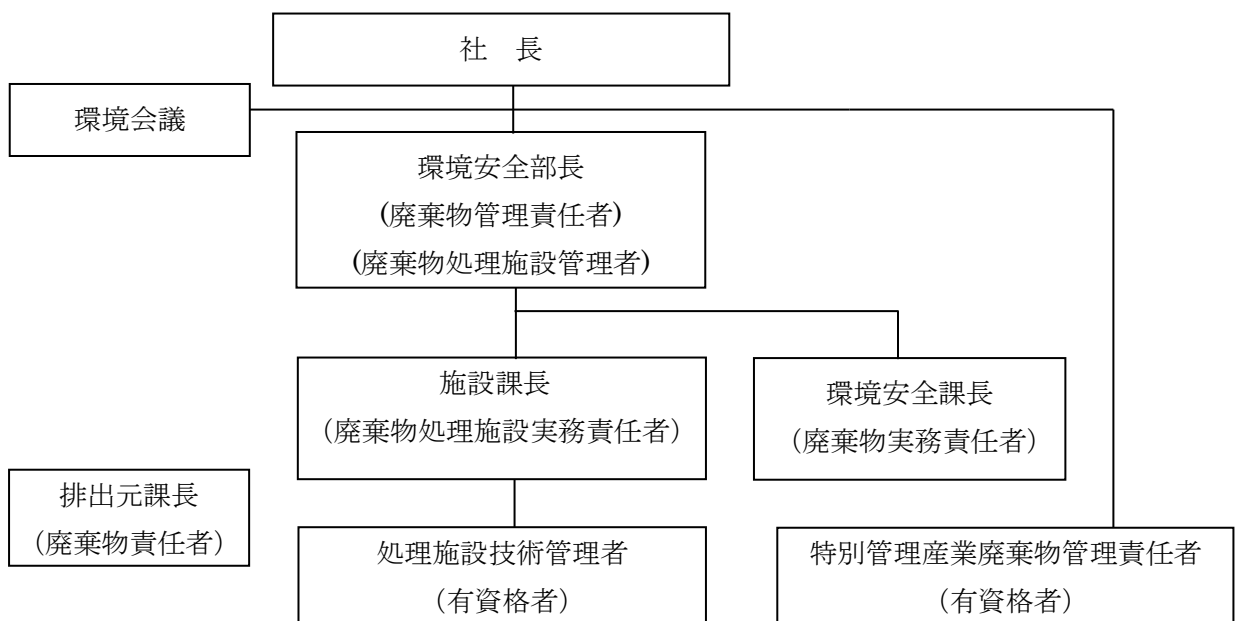 社　長
環境会議
環境安全部長
(廃棄物管理責任者)
(廃棄物処理施設管理者)
施設課長
（廃棄物処理施設実務責任者）
環境安全課長
（廃棄物実務責任者）
排出元課長
（廃棄物責任者）
処理施設技術管理者
（有資格者）
特別管理産業廃棄物管理責任者
（有資格者）